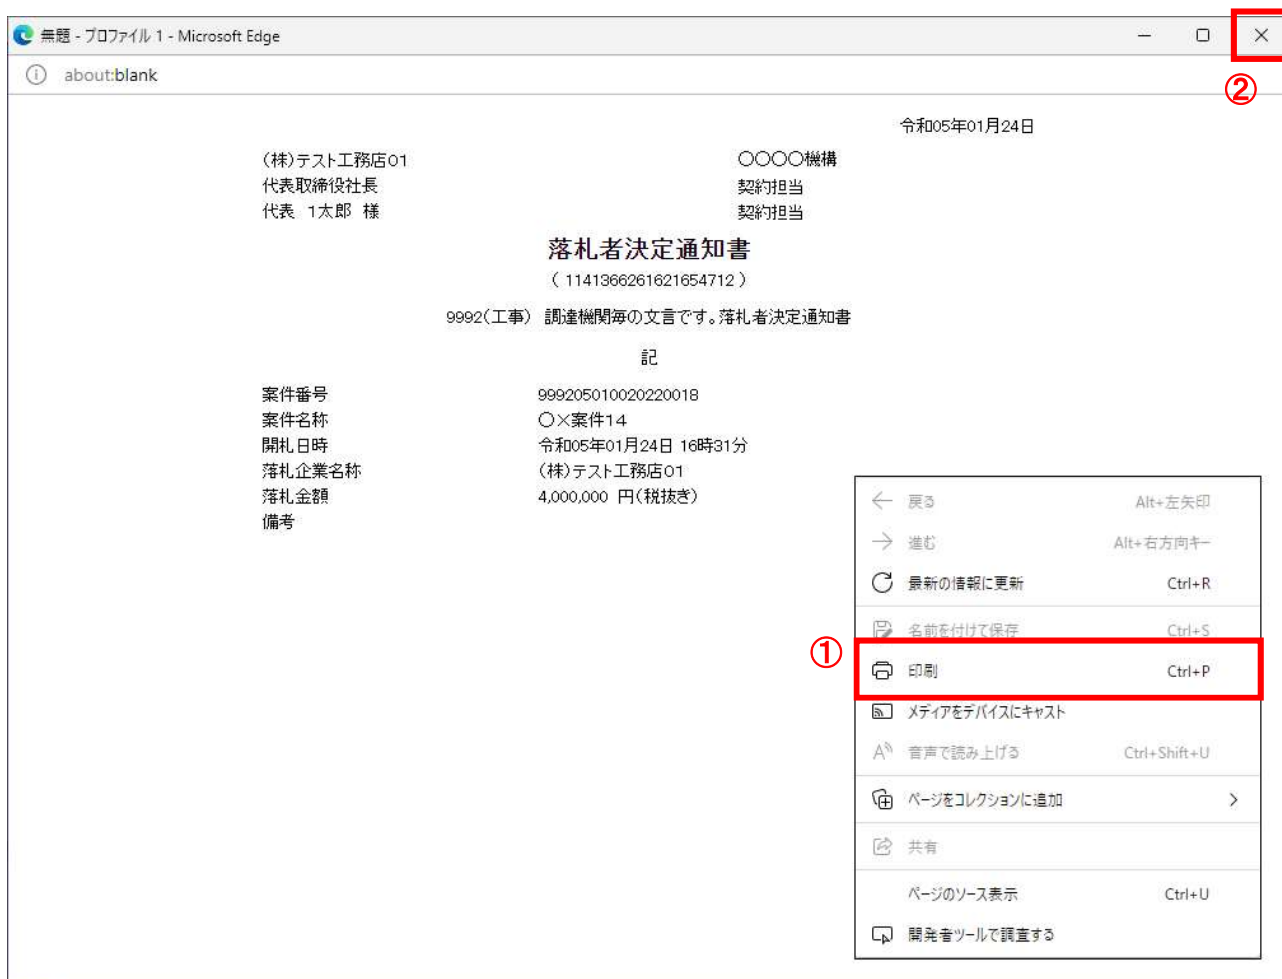 無題 - プロファイル 1 - Microsoft Edge
②
about:blank
令和05年01月24日
(株)テスト工務店01
〇〇〇〇機構
代表取締役社長
契約担当
代表 1太郎 様
契約担当
落札者決定通知書
( 1141366261621654712 )
9992(工事) 調達機関毎の文言です。落札者決定通知書
記
案件番号 999205010020220018
案件名称 〇×案件14
開札日時 令和05年01月24日 16時31分
落札企業名称 (株)テスト工務店01
落札金額 4,000,000 円(税抜き)
備考
戻る Alt+左矢印
進む Alt+右方向キー
最新の情報に更新 Ctrl+R
名前を付けて保存 Ctrl+S
①
印刷 Ctrl+P
メディアをデバイスにキャスト
音声で読み上げる Ctrl+Shift+U
ページをコレクションに追加
共有
ページのソース表示 Ctrl+U
開発者ツールで調査する